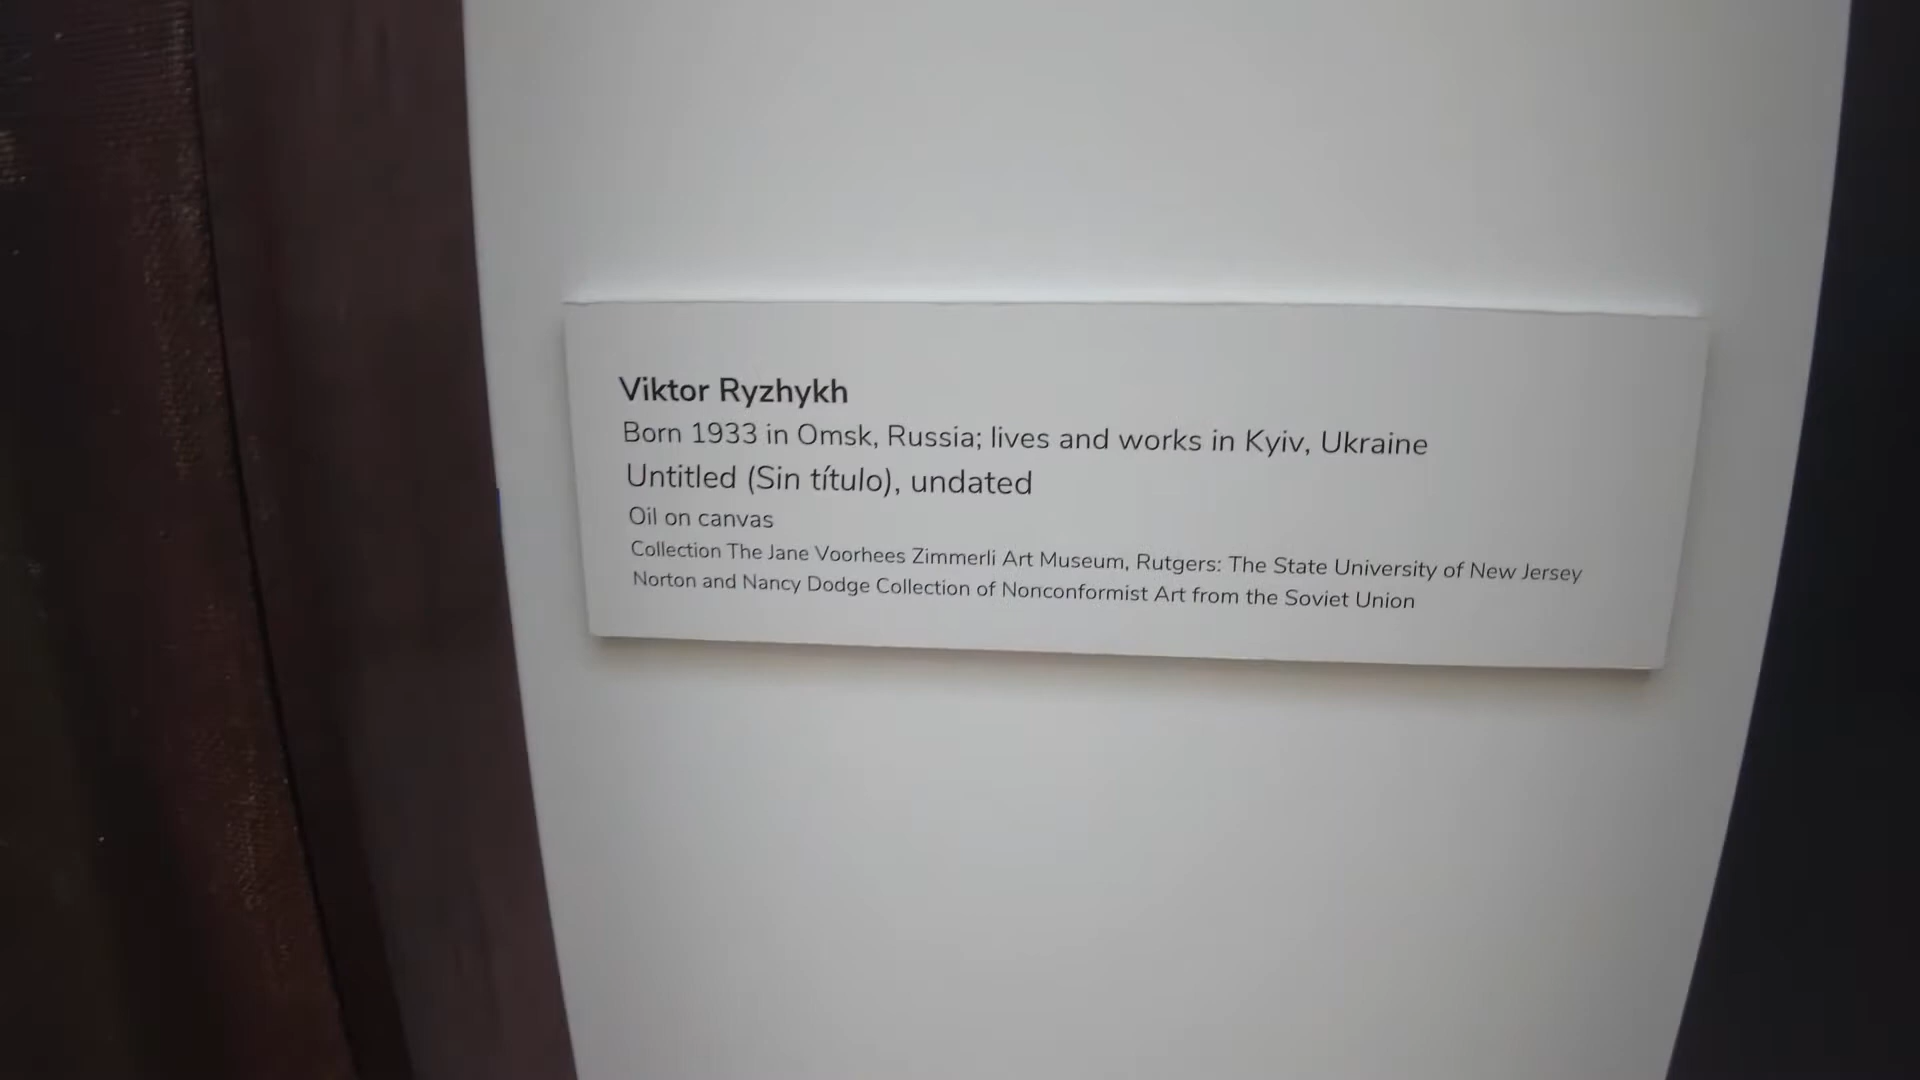 Viktor Ryzhykh
Born 1933 in Omsk, Russia; lives and works in Kyiv, Ukraine
Untitled (Sin título), undated
Oil on canvas
Collection The Jane Voorhees Zimmerli Art Museum, Rutgers: The State University of New Jersey
Norton and Nancy Dodge Collection of Nonconformist Art from the Soviet Union